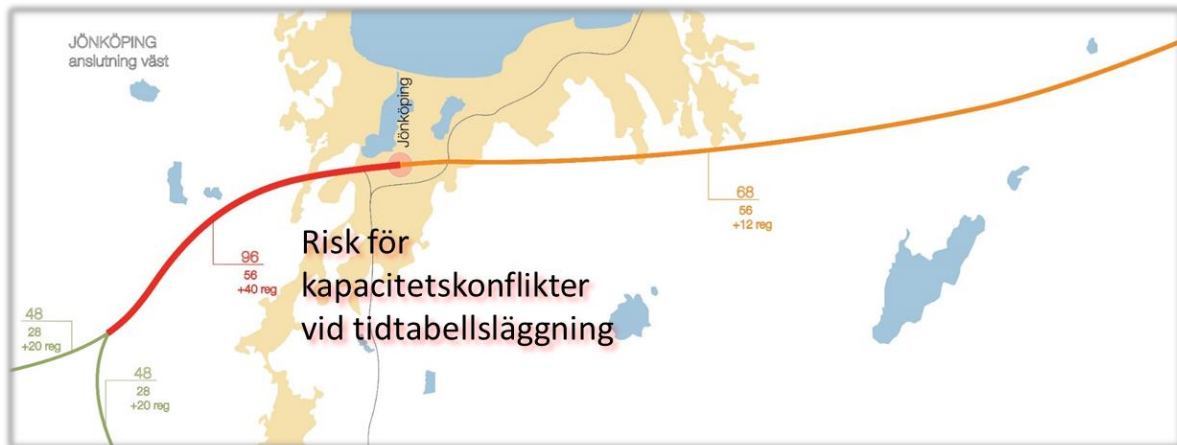 JÖNKÖPING
anslutning väst
Jönköping
68
56
+12 reg
Risk för
kapacitetskonflikter
vid tidtabellsläggning
96
56
+40 reg
48
28
+20 reg
48
28
+20 reg